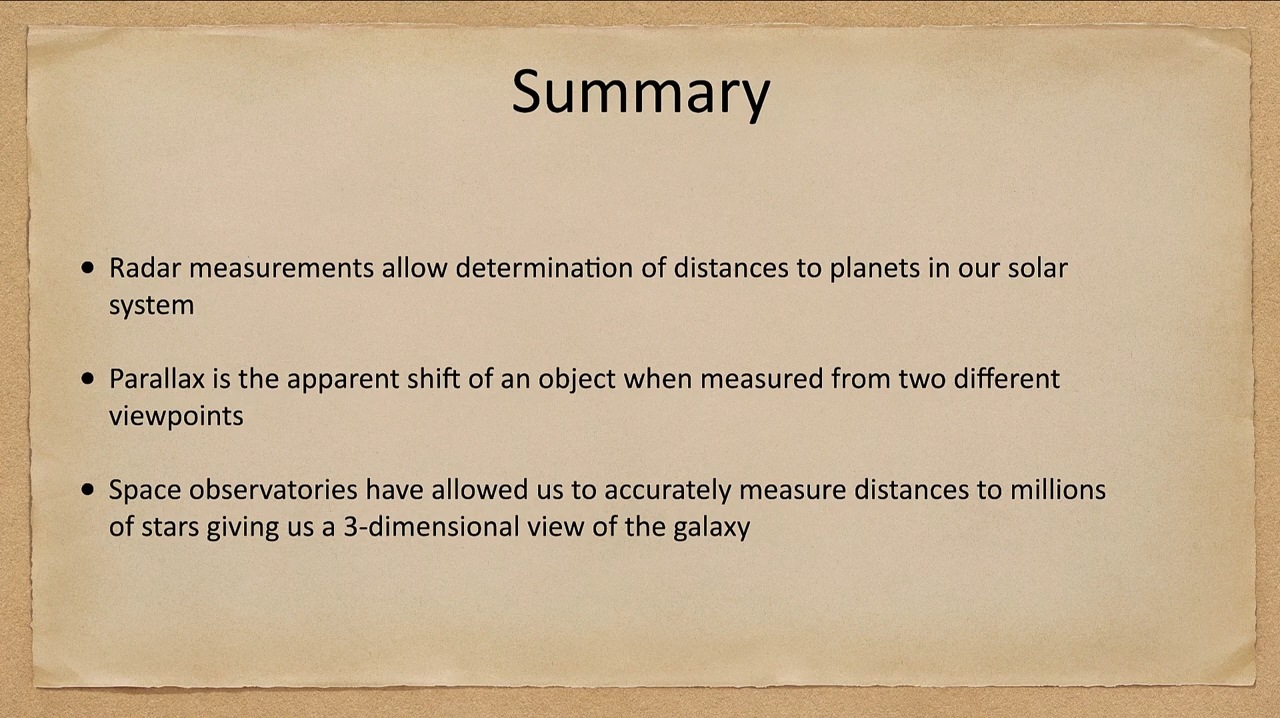 Summary
• Radar measurements allow determination of distances to planets in our solar
system
• Parallax is the apparent shift of an object when measured from two different
viewpoints
• Space observatories have allowed us to accurately measure distances to millions
of stars giving us a 3-dimensional view of the galaxy